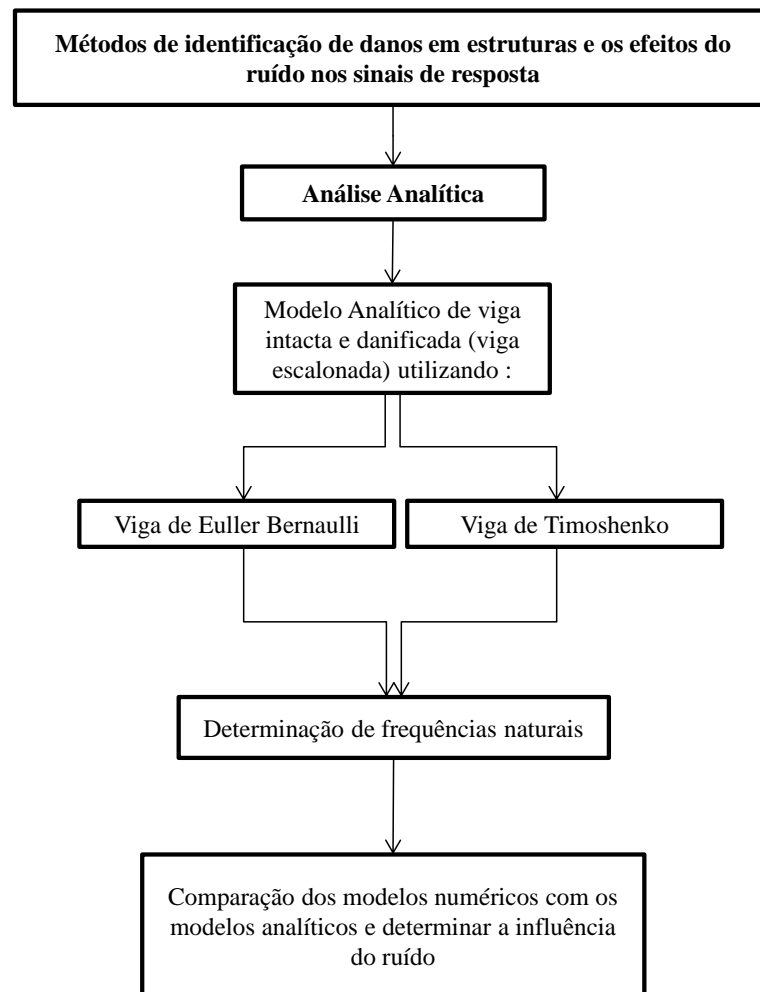 Métodos de identificação de danos em estruturas e os efeitos do
ruído nos sinais de resposta
Análise Analítica
Modelo Analítico de viga
intacta e danificada (viga
escalonada) utilizando :
Viga de Euller Bernaulli
Viga de Timoshenko
Determinação de frequências naturais
Comparação dos modelos numéricos com os
modelos analíticos e determinar a influência
do ruído